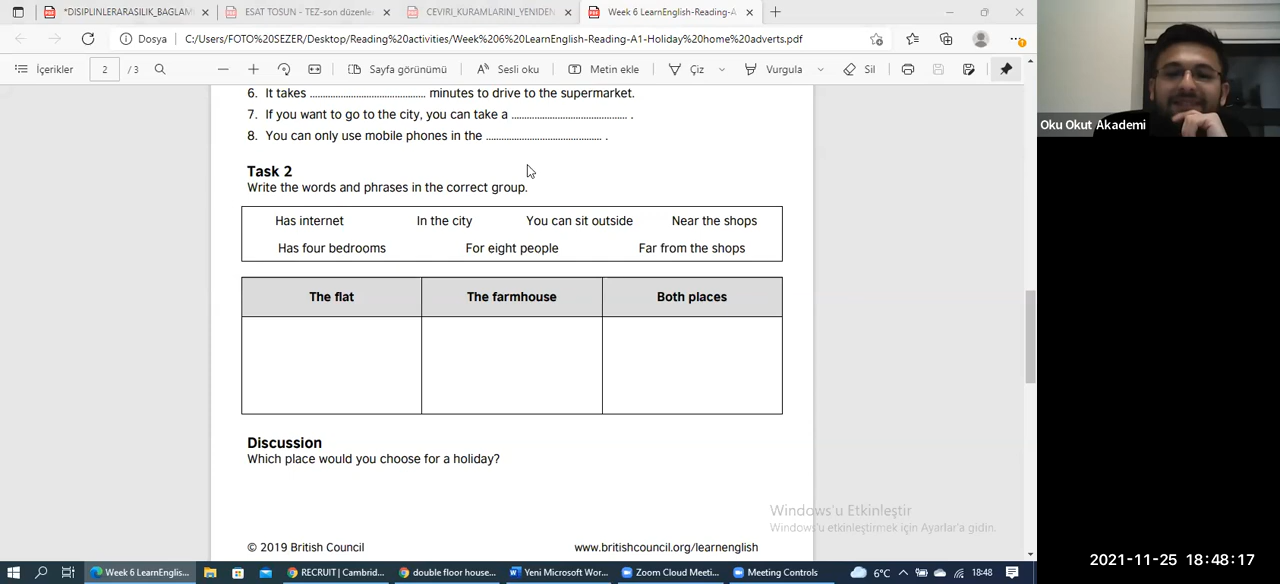 *DISIPLINLERARASILIK_BAGLAM
ESAT TOSUN - TEZ-son düzenle
CEVIRI_KURAMLARINI_YENIDEN
Week 6 LearnEnglish-Reading-A
Dosya C:/Users/FOTO%20SEZER/Desktop/Reading%20activities/Week%206%20LearnEnglish-Reading-A1-Holiday%20home%20adverts.pdf
İçerikler 2 / 3 Sayfa görünümü Sesli oku Metin ekle Çiz Vurgula Sil
6. It takes .................................... minutes to drive to the supermarket.
7. If you want to go to the city, you can take a .................................... .
8. You can only use mobile phones in the .................................... .
Task 2
Write the words and phrases in the correct group.
Has internet In the city You can sit outside Near the shops
Has four bedrooms For eight people Far from the shops
The flat The farmhouse Both places
Discussion
Which place would you choose for a holiday?
Windows'u Etkinleştir
Windows'u etkinleştirmek için Ayarlar'a gidin.
© 2019 British Council www.britishcouncil.org/learnenglish
Week 6 LearnEnglis... RECRUIT | Cambrid... double floor house... Yeni Microsoft Wor... Zoom Cloud Meeti... Meeting Controls 6°C 18:48
Oku Okut Akademi
2021-11-25 18:48:17